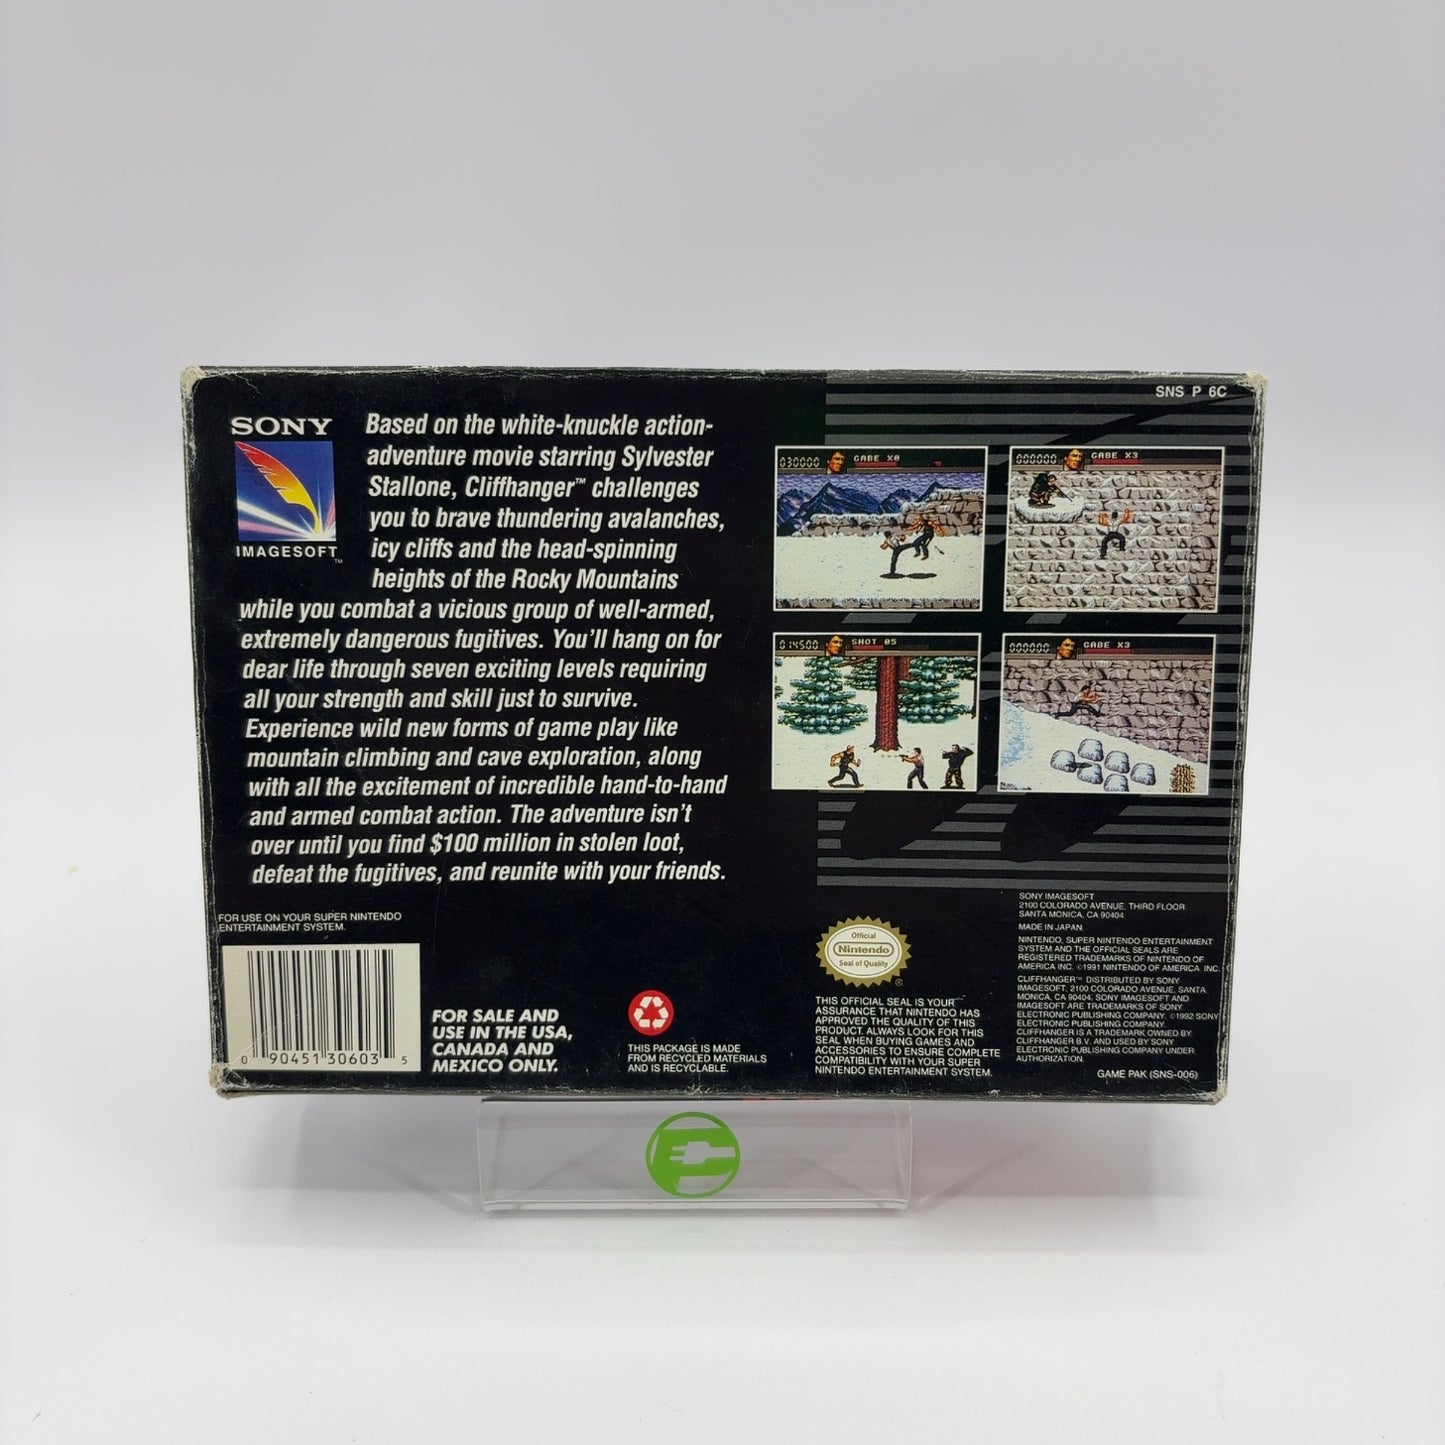 SNS P 6C
SONY
IMAGESOFT™
Based on the white-knuckle action-
adventure movie starring Sylvester
Stallone, Cliffhanger™ challenges
you to brave thundering avalanches,
icy cliffs and the head-spinning
heights of the Rocky Mountains
while you combat a vicious group of well-armed,
extremely dangerous fugitives. You'll hang on for
dear life through seven exciting levels requiring
all your strength and skill just to survive.
Experience wild new forms of game play like
mountain climbing and cave exploration, along
with all the excitement of incredible hand-to-hand
and armed combat action. The adventure isn't
over until you find $100 million in stolen loot,
defeat the fugitives, and reunite with your friends.
030000 GABE X0
000000 GABE X3
014500 SHOT 05
000000 GABE X3
FOR USE ON YOUR SUPER NINTENDO
ENTERTAINMENT SYSTEM.
0 90451 30603 5
FOR SALE AND
USE IN THE USA,
CANADA AND
MEXICO ONLY.
THIS PACKAGE IS MADE
FROM RECYCLED MATERIALS
AND IS RECYCLABLE.
Official
Nintendo
Seal of Quality
®
THIS OFFICIAL SEAL IS YOUR
ASSURANCE THAT NINTENDO HAS
APPROVED THE QUALITY OF THIS
PRODUCT. ALWAYS LOOK FOR THIS
SEAL WHEN BUYING GAMES AND
ACCESSORIES TO ENSURE COMPLETE
COMPATIBILITY WITH YOUR SUPER
NINTENDO ENTERTAINMENT SYSTEM.
SONY IMAGESOFT
2100 COLORADO AVENUE, THIRD FLOOR
SANTA MONICA, CA 90404
MADE IN JAPAN
NINTENDO, SUPER NINTENDO ENTERTAINMENT
SYSTEM AND THE OFFICIAL SEALS ARE
REGISTERED TRADEMARKS OF NINTENDO OF
AMERICA INC. ©1991 NINTENDO OF AMERICA INC.
CLIFFHANGER™ DISTRIBUTED BY SONY
IMAGESOFT, 2100 COLORADO AVENUE, SANTA
MONICA, CA 90404. SONY IMAGESOFT AND
IMAGESOFT ARE TRADEMARKS OF SONY
ELECTRONIC PUBLISHING COMPANY. ©1992 SONY
ELECTRONIC PUBLISHING COMPANY.
CLIFFHANGER IS A TRADEMARK OWNED BY
CLIFFHANGER B.V. AND USED BY SONY
ELECTRONIC PUBLISHING COMPANY UNDER
AUTHORIZATION.
GAME PAK (SNS-006)